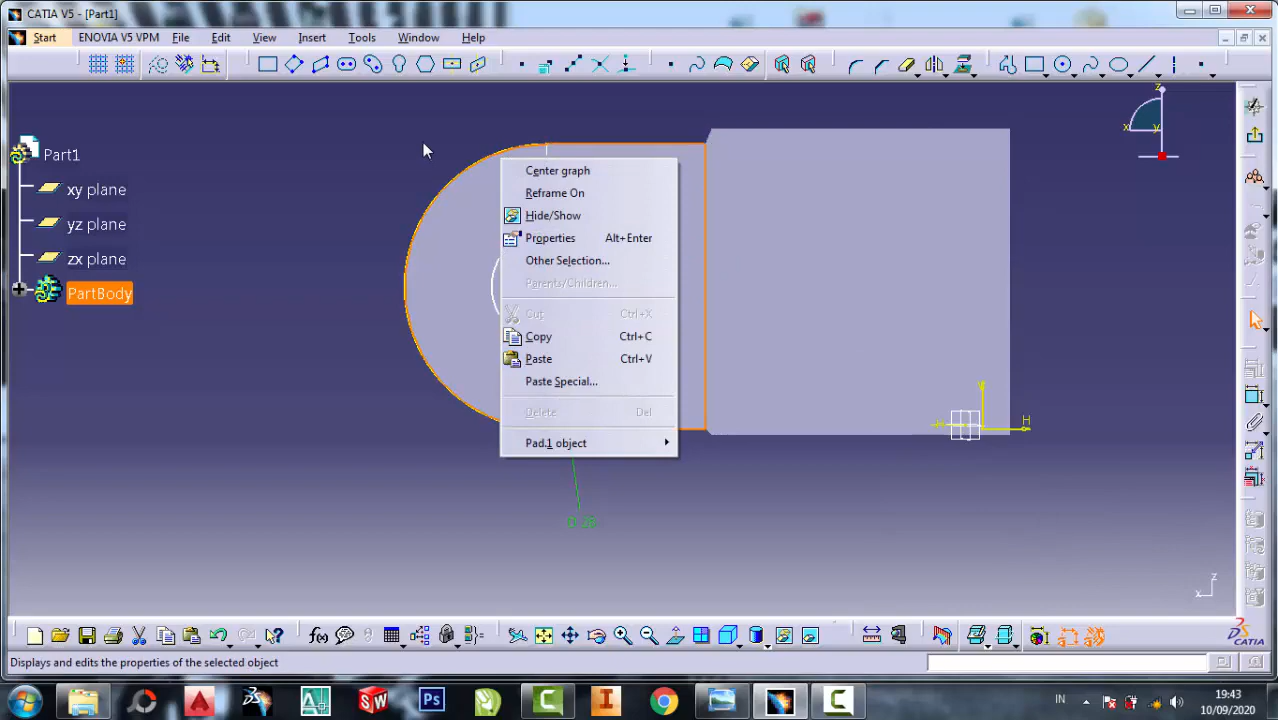 CATIA V5 - [Part1]
Start ENOVIA V5 VPM File Edit View Insert Tools Window Help
z
x y
Part1
xy plane
yz plane
zx plane
PartBody
Center graph
Reframe On
Hide/Show
Properties Alt+Enter
Other Selection...
Parents/Children...
Cut Ctrl+X
Copy Ctrl+C
Paste Ctrl+V
Paste Special...
Delete Del
Pad.1 object
V
H
z
x
f(x)
CATIA
Displays and edits the properties of the selected object
SW Ps
IN
19:43
10/09/2020